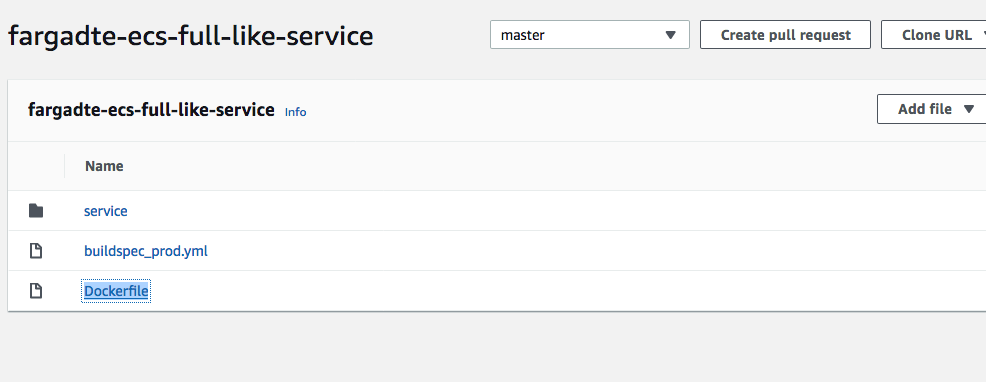 fargadte-ecs-full-like-service
master
Create pull request
Clone URL
fargadte-ecs-full-like-service Info
Add file
Name
service
buildspec_prod.yml
Dockerfile